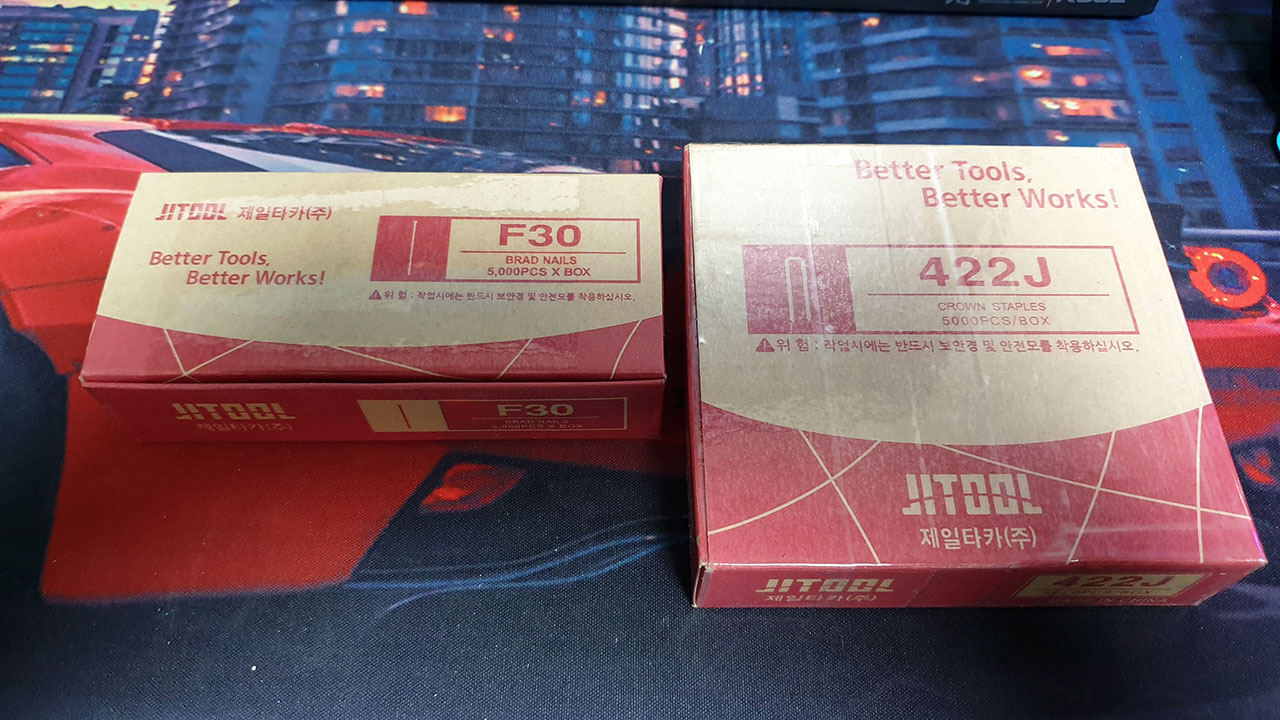 JITOOL 제일타카(주)
Better Tools,
Better Works!
F30
BRAD NAILS
5,000PCS X BOX
위 험 : 작업시에는 반드시 보안경 및 안전모를 착용하십시오.
JITOOL
제일타카(주)
F30
BRAD NAILS
5,000PCS X BOX
Better Tools,
Better Works!
422J
CROWN STAPLES
5000PCS/BOX
위 험 : 작업시에는 반드시 보안경 및 안전모를 착용하십시오.
JITOOL
제일타카(주)
JITOOL
제일타카(주)
422J
MADE IN CHINA